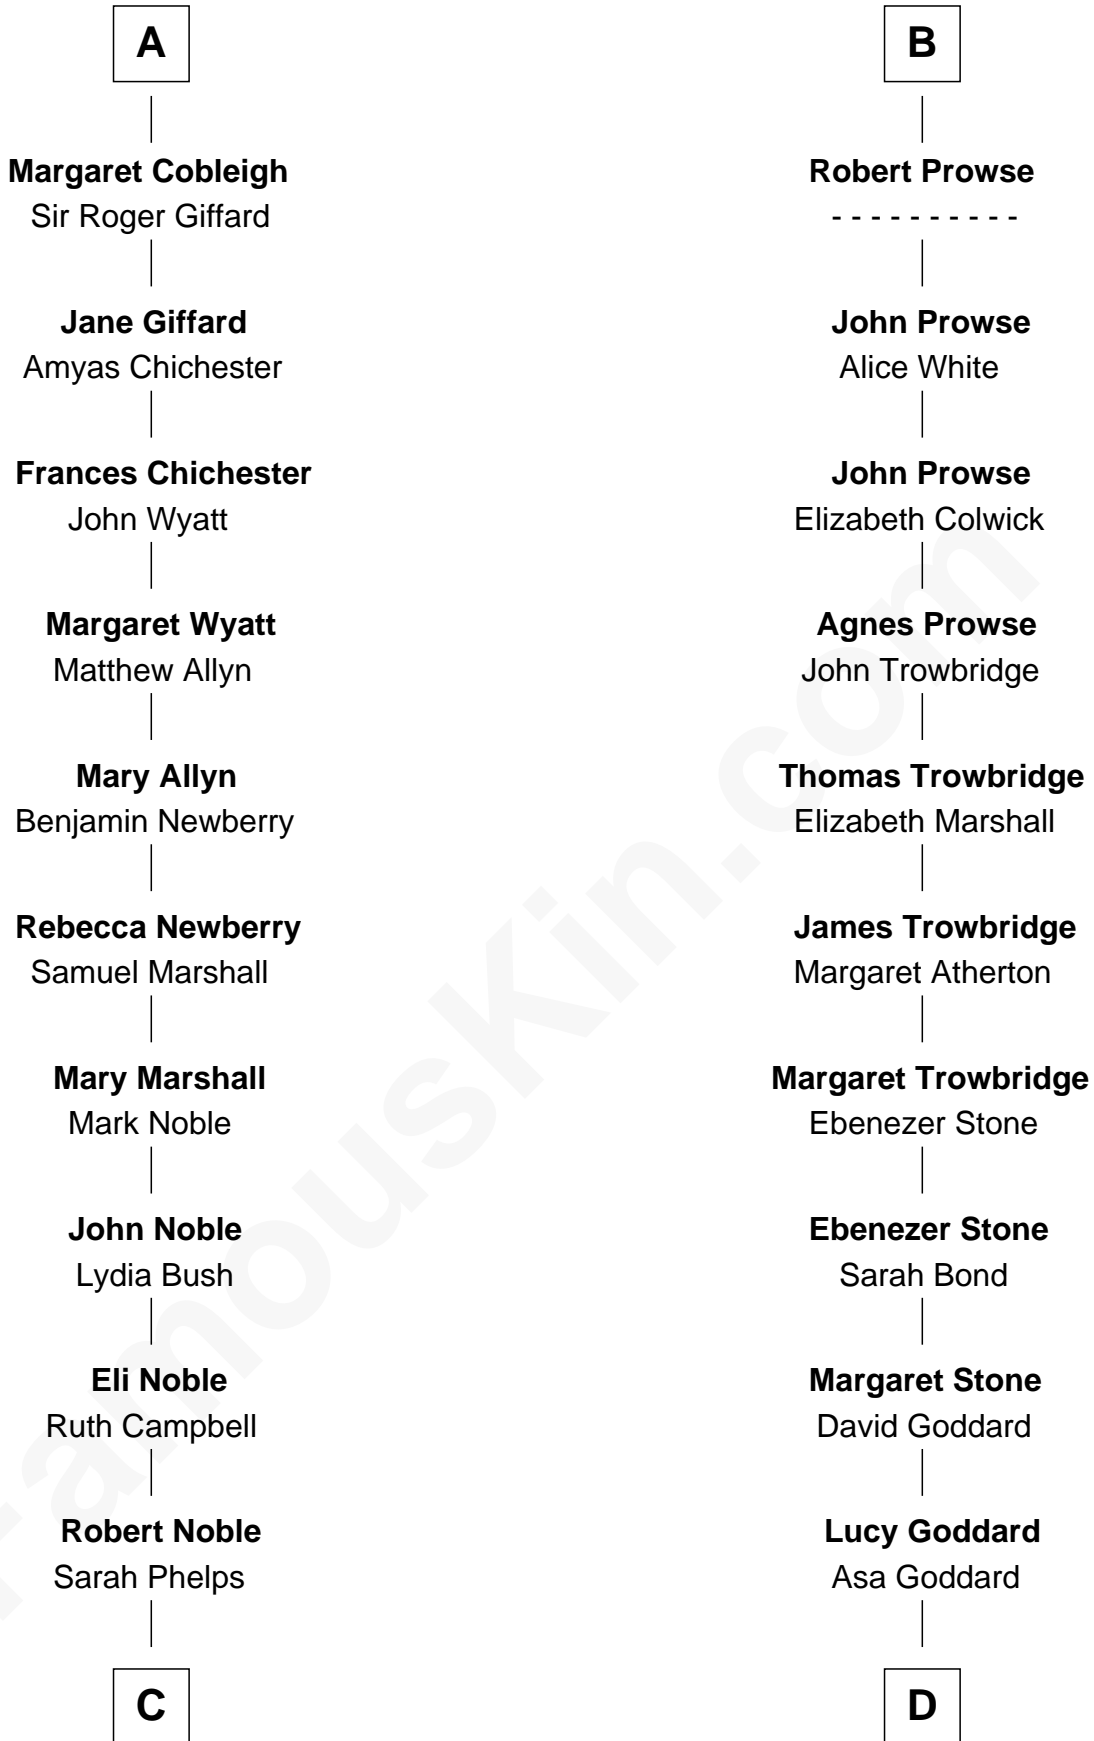 A
Margaret Cobleigh
Sir Roger Giffard
Jane Giffard
Amyas Chichester
Frances Chichester
John Wyatt
Margaret Wyatt
Matthew Allyn
Mary Allyn
Benjamin Newberry
Rebecca Newberry
Samuel Marshall
Mary Marshall
Mark Noble
John Noble
Lydia Bush
Eli Noble
Ruth Campbell
Robert Noble
Sarah Phelps
C
B
Robert Prowse
- - - - - - - - - -
John Prowse
Alice White
John Prowse
Elizabeth Colwick
Agnes Prowse
John Trowbridge
Thomas Trowbridge
Elizabeth Marshall
James Trowbridge
Margaret Atherton
Margaret Trowbridge
Ebenezer Stone
Ebenezer Stone
Sarah Bond
Margaret Stone
David Goddard
Lucy Goddard
Asa Goddard
D
FamousKin.com